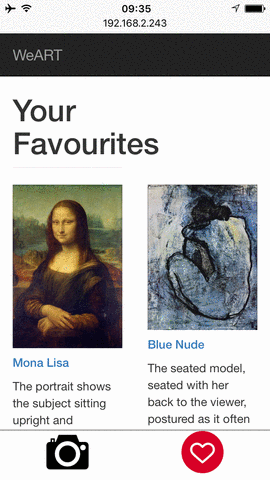 09:35
192.168.2.243
WeART
Your
Favourites
Mona Lisa
The portrait shows
the subject sitting
upright and
Blue Nude
The seated model,
seated with her
back to the viewer,
postured as it often